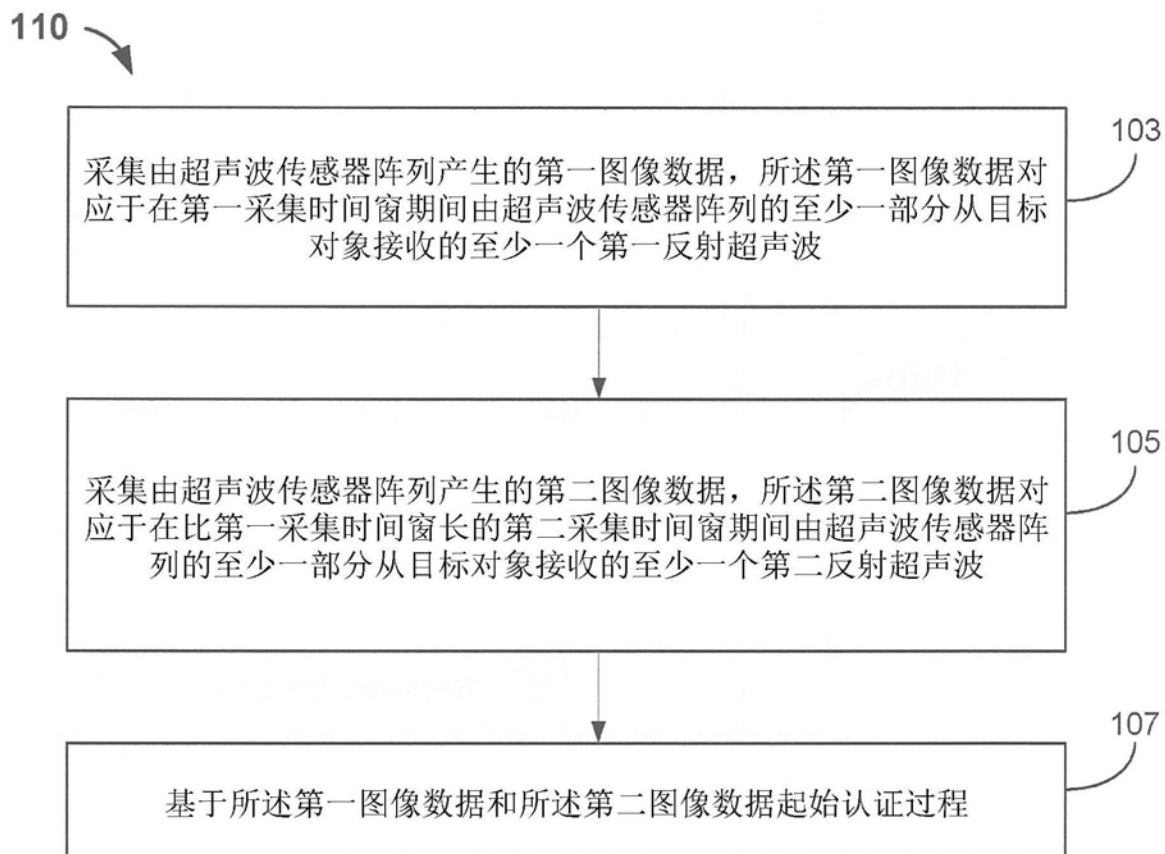 110
103
采集由超声波传感器阵列产生的第一图像数据，所述第一图像数据对
应于在第一采集时间窗期间由超声波传感器阵列的至少一部分从目标
对象接收的至少一个第一反射超声波
105
采集由超声波传感器阵列产生的第二图像数据，所述第二图像数据对
应于在比第一采集时间窗长的第二采集时间窗期间由超声波传感器阵
列的至少一部分从目标对象接收的至少一个第二反射超声波
107
基于所述第一图像数据和所述第二图像数据起始认证过程